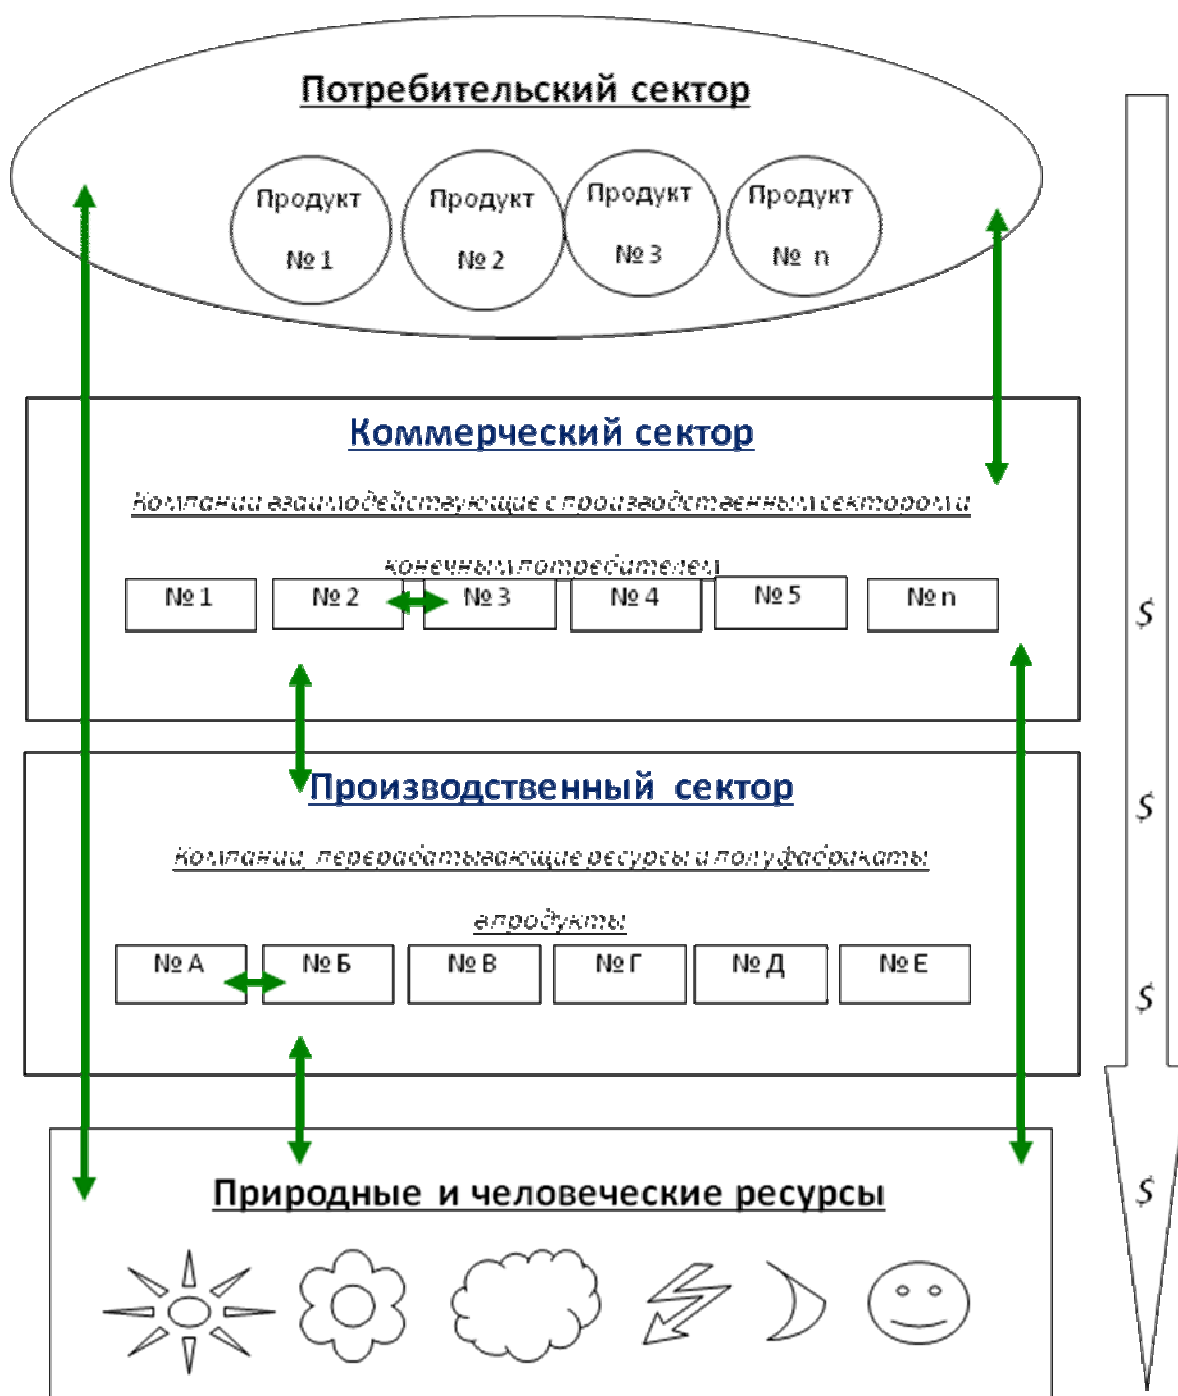 Потребительский сектор
Продукт Продукт Продукт Продукт
№ 1 № 2 № 3 № n
Коммерческий сектор
Компании взаимодействующие с производственным сектором и
конечным потребителем
№ 1 № 2 № 3 № 4 № 5 № n
$
Производственный сектор
$
Компании, перерабатывающие ресурсы и полуфабрикаты
в продукты
№ А № Б № В № Г № Д № Е
$
Природные и человеческие ресурсы
$